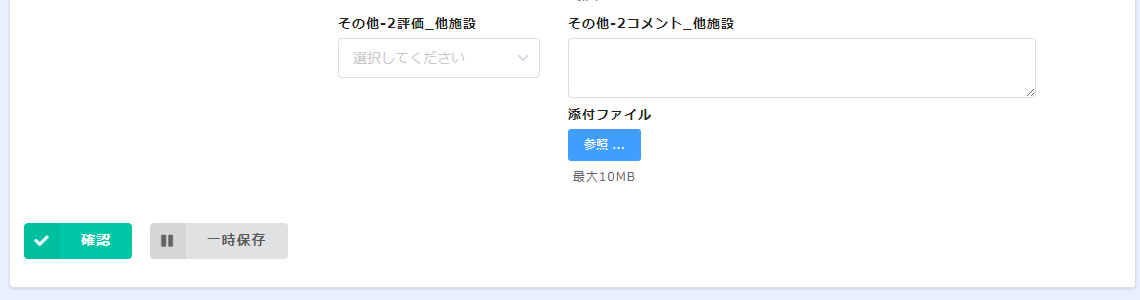 その他-2評価_他施設
その他-2コメント_他施設
選択してください
添付ファイル
参照 ...
最大10MB
確認
一時保存